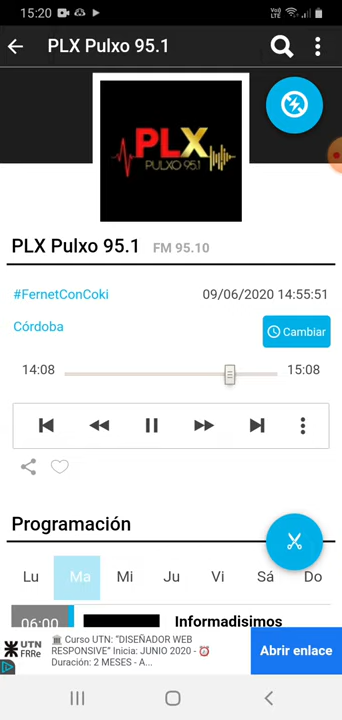 15:20
Vo))
LTE
PLX Pulxo 95.1
PLX
PULXO 95.1
PLX Pulxo 95.1 FM 95.10
#FernetConCoki 09/06/2020 14:55:51
Córdoba
Cambiar
14:08 15:08
Programación
Lu Ma Mi Ju Vi Sá Do
06:00 Informadisimos
UTN
FRRe
Curso UTN: "DISEÑADOR WEB
RESPONSIVE" Inicia: JUNIO 2020 -
Duración: 2 MESES - A...
Abrir enlace